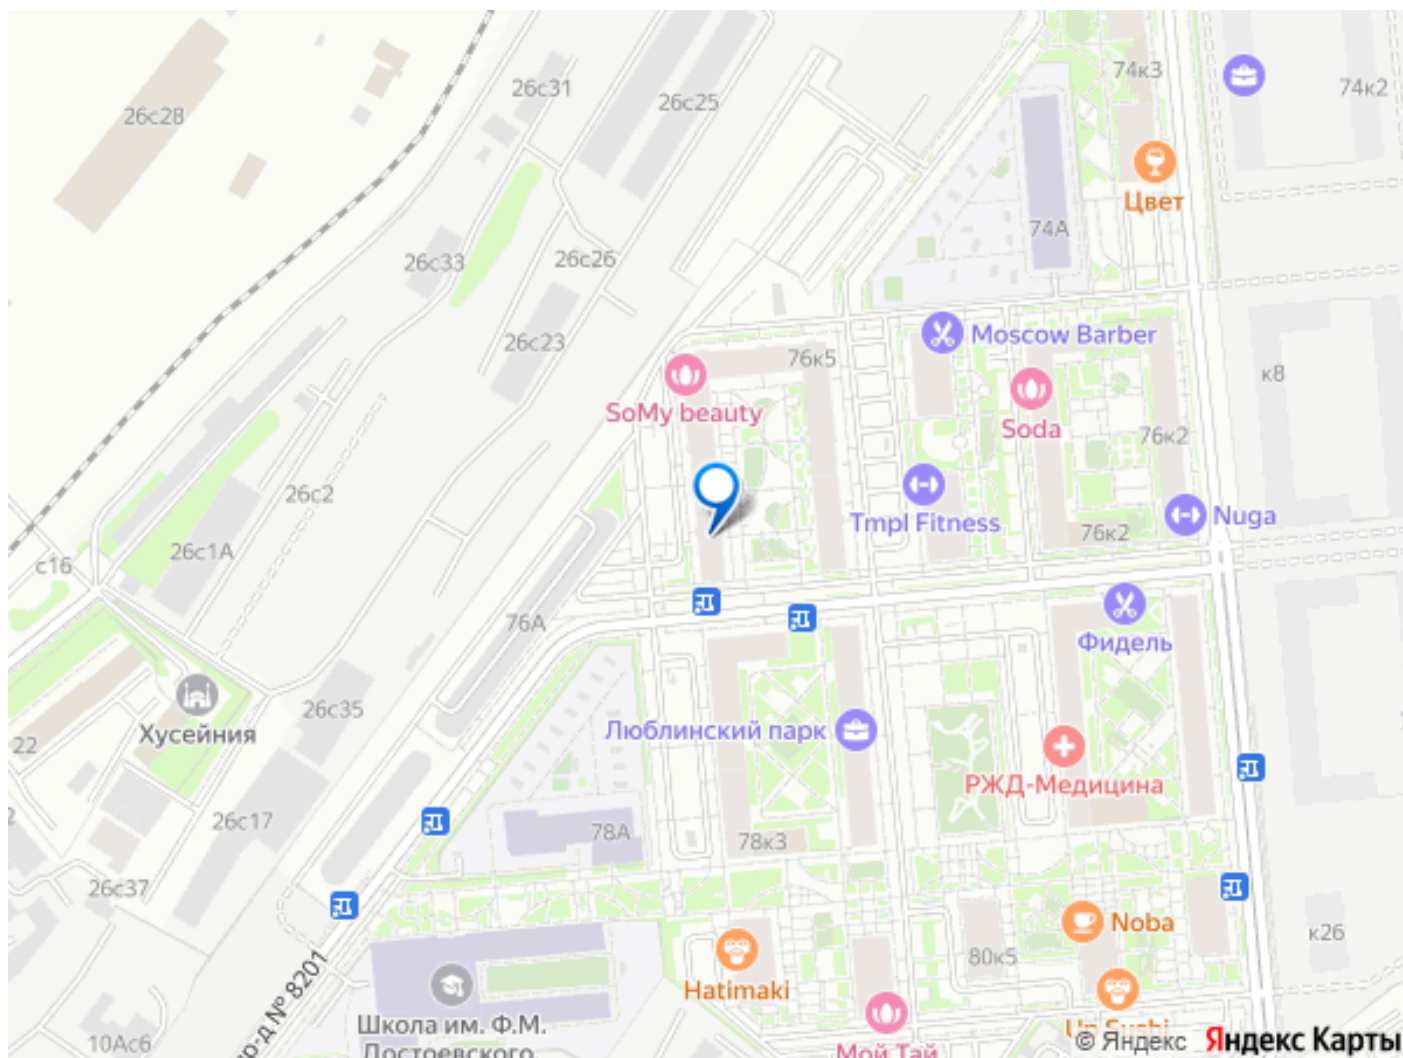 74к3
74к2
26с31
26с25
26с28
Цвет
74А
26с33
26с26
26с23
Moscow Barber
76к5
к8
SoMy beauty
Soda
76к2
26с2
Tmpl Fitness
Nuga
76к2
26с1А
с16
76А
Фидель
26с35
Хусейния
Люблинский парк
22
РЖД-Медицина
26с17
78А
78к3
26с37
Noba
к26
80к5
Hatimaki
пр-д № 8201
Школа им. Ф.М.
Достоевского
10Ас6
Up Sushi
Мой Тай
© Яндекс Яндекс Карты